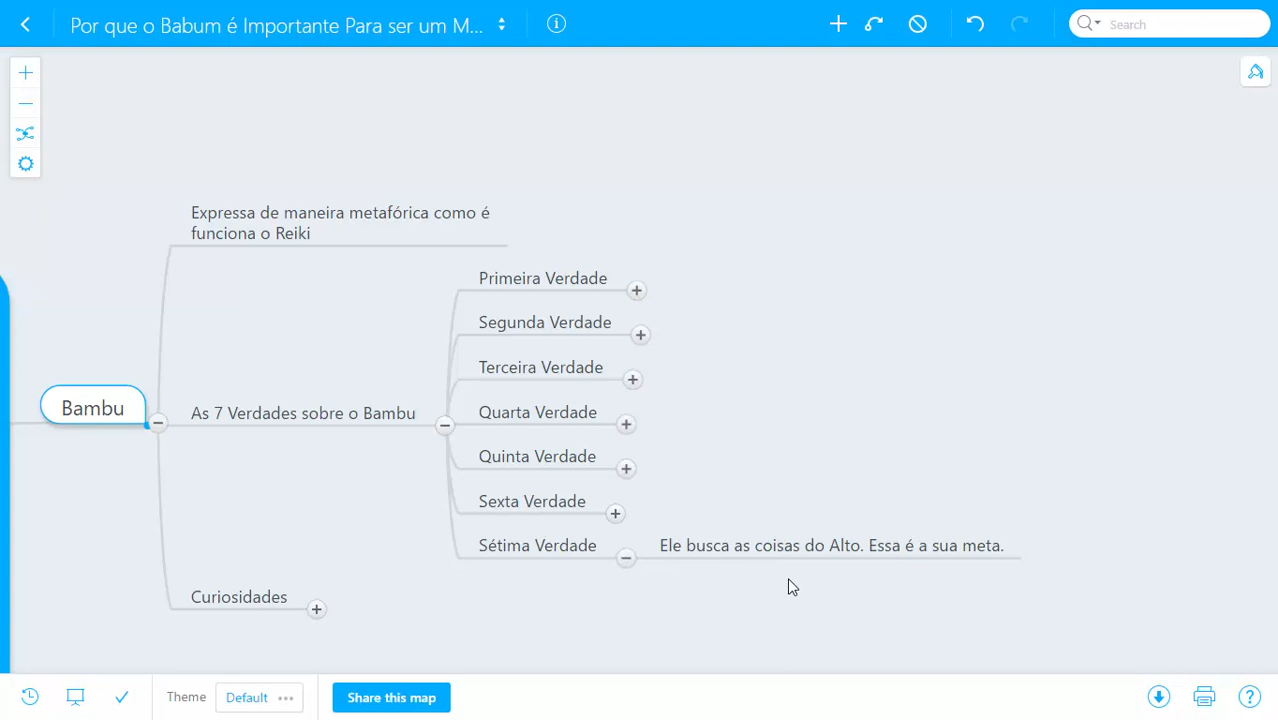 Por que o Babum é Importante Para ser um M...
Search
Expressa de maneira metafórica como é
funciona o Reiki
Primeira Verdade
Segunda Verdade
Terceira Verdade
Bambu
As 7 Verdades sobre o Bambu
Quarta Verdade
Quinta Verdade
Sexta Verdade
Sétima Verdade
Ele busca as coisas do Alto. Essa é a sua meta.
Curiosidades
Theme
Default
Share this map